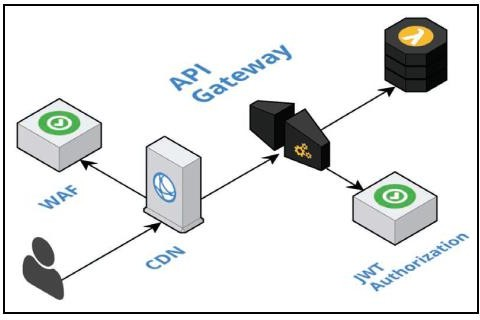 API
Gateway
WAF
CDN
JWT
Authorization